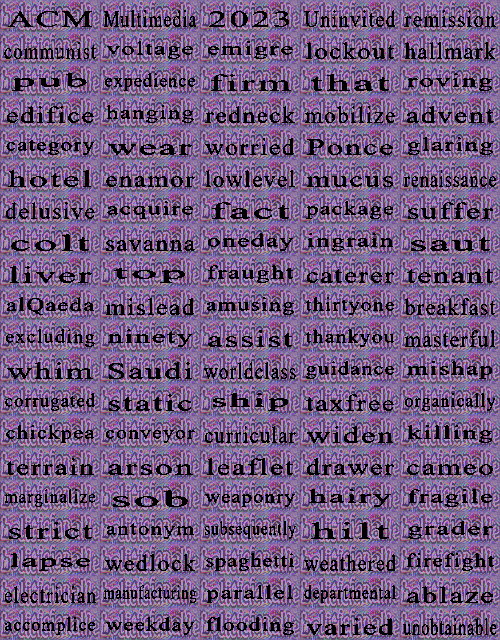 ACM Multimedia 2023 Uninvited remission
communist voltage emigre lockout hallmark
pub expedience firm that roving
edifice hanging redneck mobilize advent
category wear worried Ponce glaring
hotel enamor lowlevel mucus renaissance
delusive acquire fact package suffer
colt savanna oneday ingrain saut
liver top fraught caterer tenant
alQaeda mislead amusing thirtyone breakfast
excluding ninety assist thankyou masterful
whim Saudi worldclass guidance mishap
corrugated static ship taxfree organically
chickpea conveyor curricular widen killing
terrain arson leaflet drawer cameo
marginalize sob weaponry hairy fragile
strict antonym subsequently hilt grader
lapse wedlock spaghetti weathered firefight
electrician manufacturing parallel departmental ablaze
accomplice weekday flooding varied unobtainable